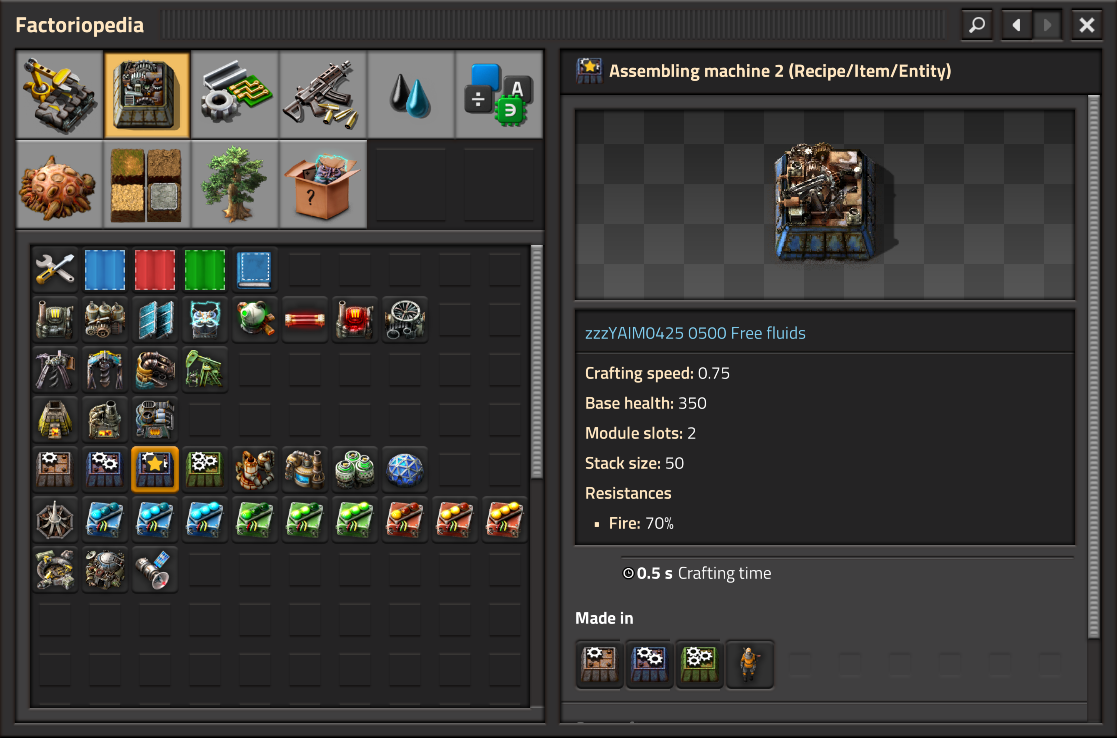 Factoriopedia
A
?
Assembling machine 2 (Recipe/Item/Entity)
zzzYAIM0425 0500 Free fluids
Crafting speed: 0.75
Base health: 350
Module slots: 2
Stack size: 50
Resistances
▪ Fire: 70%
0.5 s Crafting time
Made in